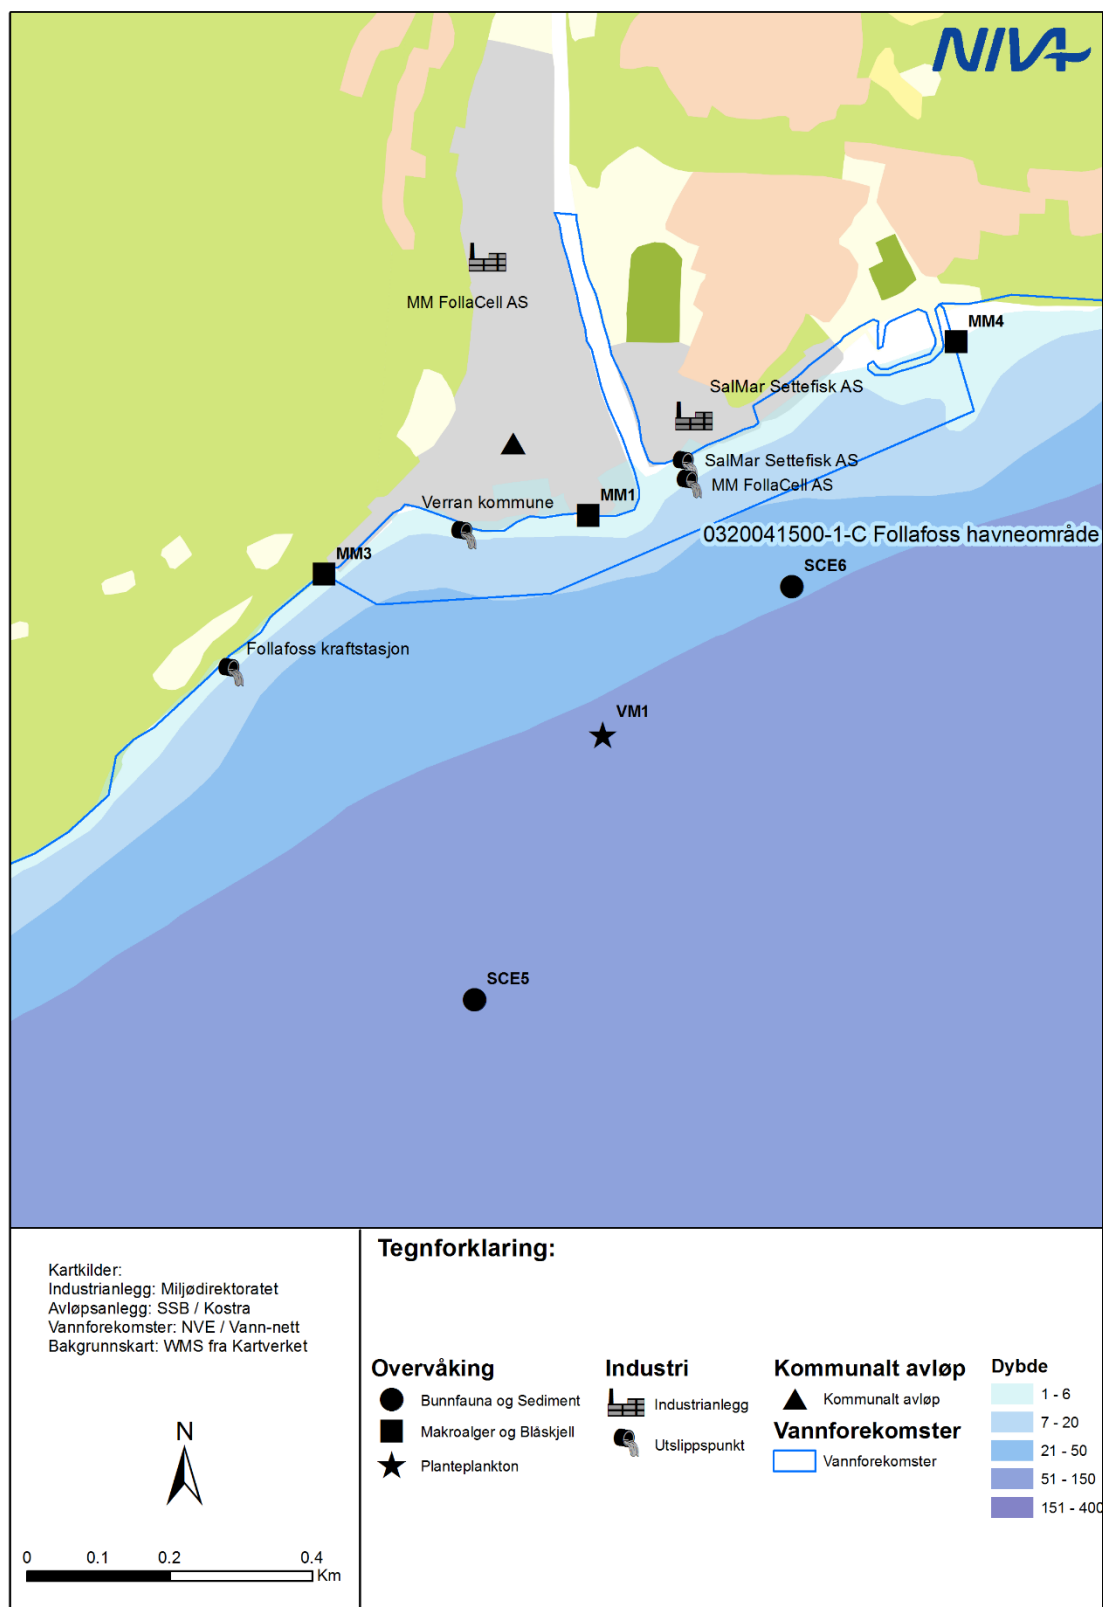 NIVA
MM FollaCell AS
MM4
SalMar Settefisk AS
SalMar Settefisk AS
MM FollaCell AS
MM1
Verran kommune
0320041500-1-C Follafoss havneområde
MM3
SCE6
Follafoss kraftstasjon
VM1
SCE5
Kartkilder:
Industrianlegg: Miljødirektoratet
Avløpsanlegg: SSB / Kostra
Vannforekomster: NVE / Vann-nett
Bakgrunnskart: WMS fra Kartverket
N
0 0.1 0.2 0.4
Km
Tegnforklaring:
Overvåking
Bunnfauna og Sediment
Makroalger og Blåskjell
Planteplankton
Industri
Industrianlegg
Utslippspunkt
Kommunalt avløp
Kommunalt avløp
Vannforekomster
Vannforekomster
Dybde
1 - 6
7 - 20
21 - 50
51 - 150
151 - 400